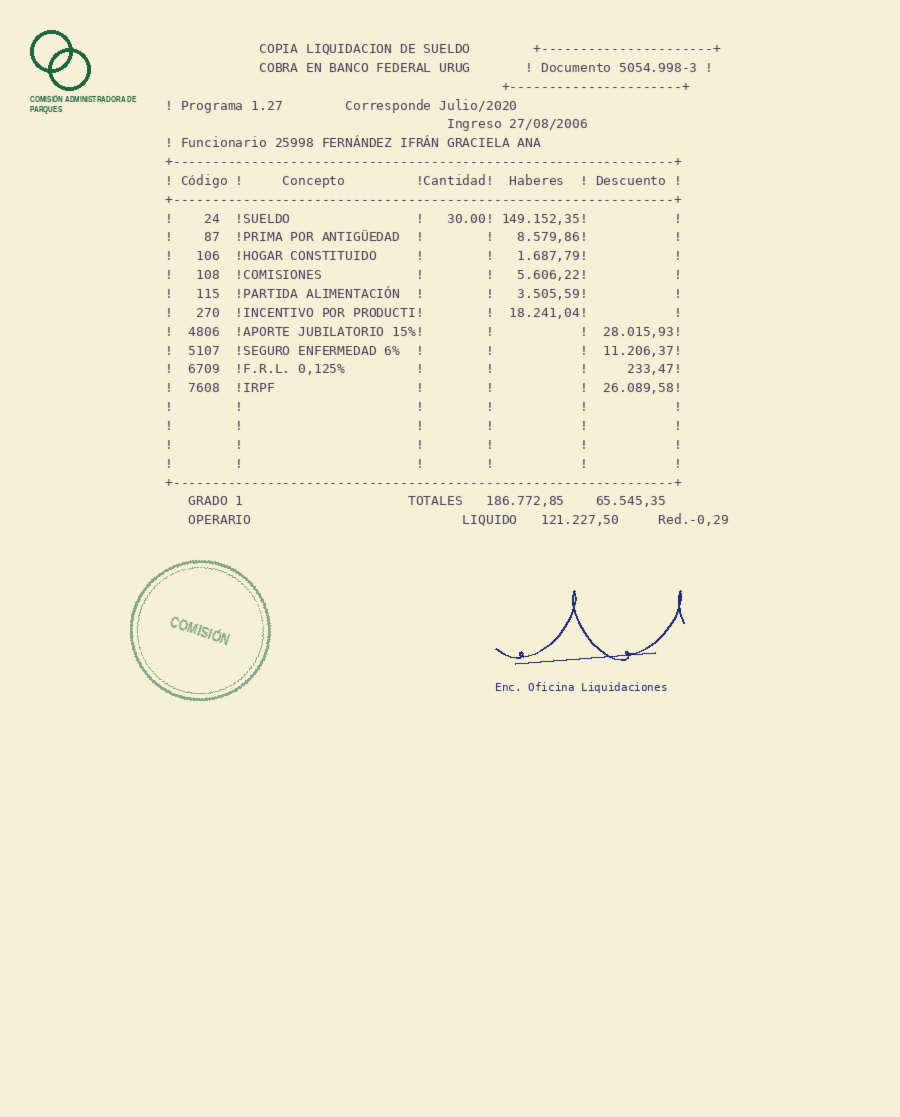 COMISIÓN ADMINISTRADORA DE
PARQUES
COPIA LIQUIDACION DE SUELDO +----------------------+
COBRA EN BANCO FEDERAL URUG ! Documento 5054.998-3 !
+----------------------+
! Programa 1.27 Corresponde Julio/2020
Ingreso 27/08/2006
! Funcionario 25998 FERNÁNDEZ IFRÁN GRACIELA ANA
+----------------------------------------------------------------+
! Código ! Concepto !Cantidad! Haberes ! Descuento !
+----------------------------------------------------------------+
! 24 !SUELDO ! 30.00! 149.152,35! !
! 87 !PRIMA POR ANTIGÜEDAD ! ! 8.579,86! !
! 106 !HOGAR CONSTITUIDO ! ! 1.687,79! !
! 108 !COMISIONES ! ! 5.606,22! !
! 115 !PARTIDA ALIMENTACIÓN ! ! 3.505,59! !
! 270 !INCENTIVO POR PRODUCTI! ! 18.241,04! !
! 4806 !APORTE JUBILATORIO 15%! ! ! 28.015,93!
! 5107 !SEGURO ENFERMEDAD 6% ! ! ! 11.206,37!
! 6709 !F.R.L. 0,125% ! ! ! 233,47!
! 7608 !IRPF ! ! ! 26.089,58!
! ! ! ! ! !
! ! ! ! ! !
! ! ! ! ! !
! ! ! ! ! !
+----------------------------------------------------------------+
GRADO 1 TOTALES 186.772,85 65.545,35
OPERARIO LIQUIDO 121.227,50 Red.-0,29
COMISIÓN
Enc. Oficina Liquidaciones